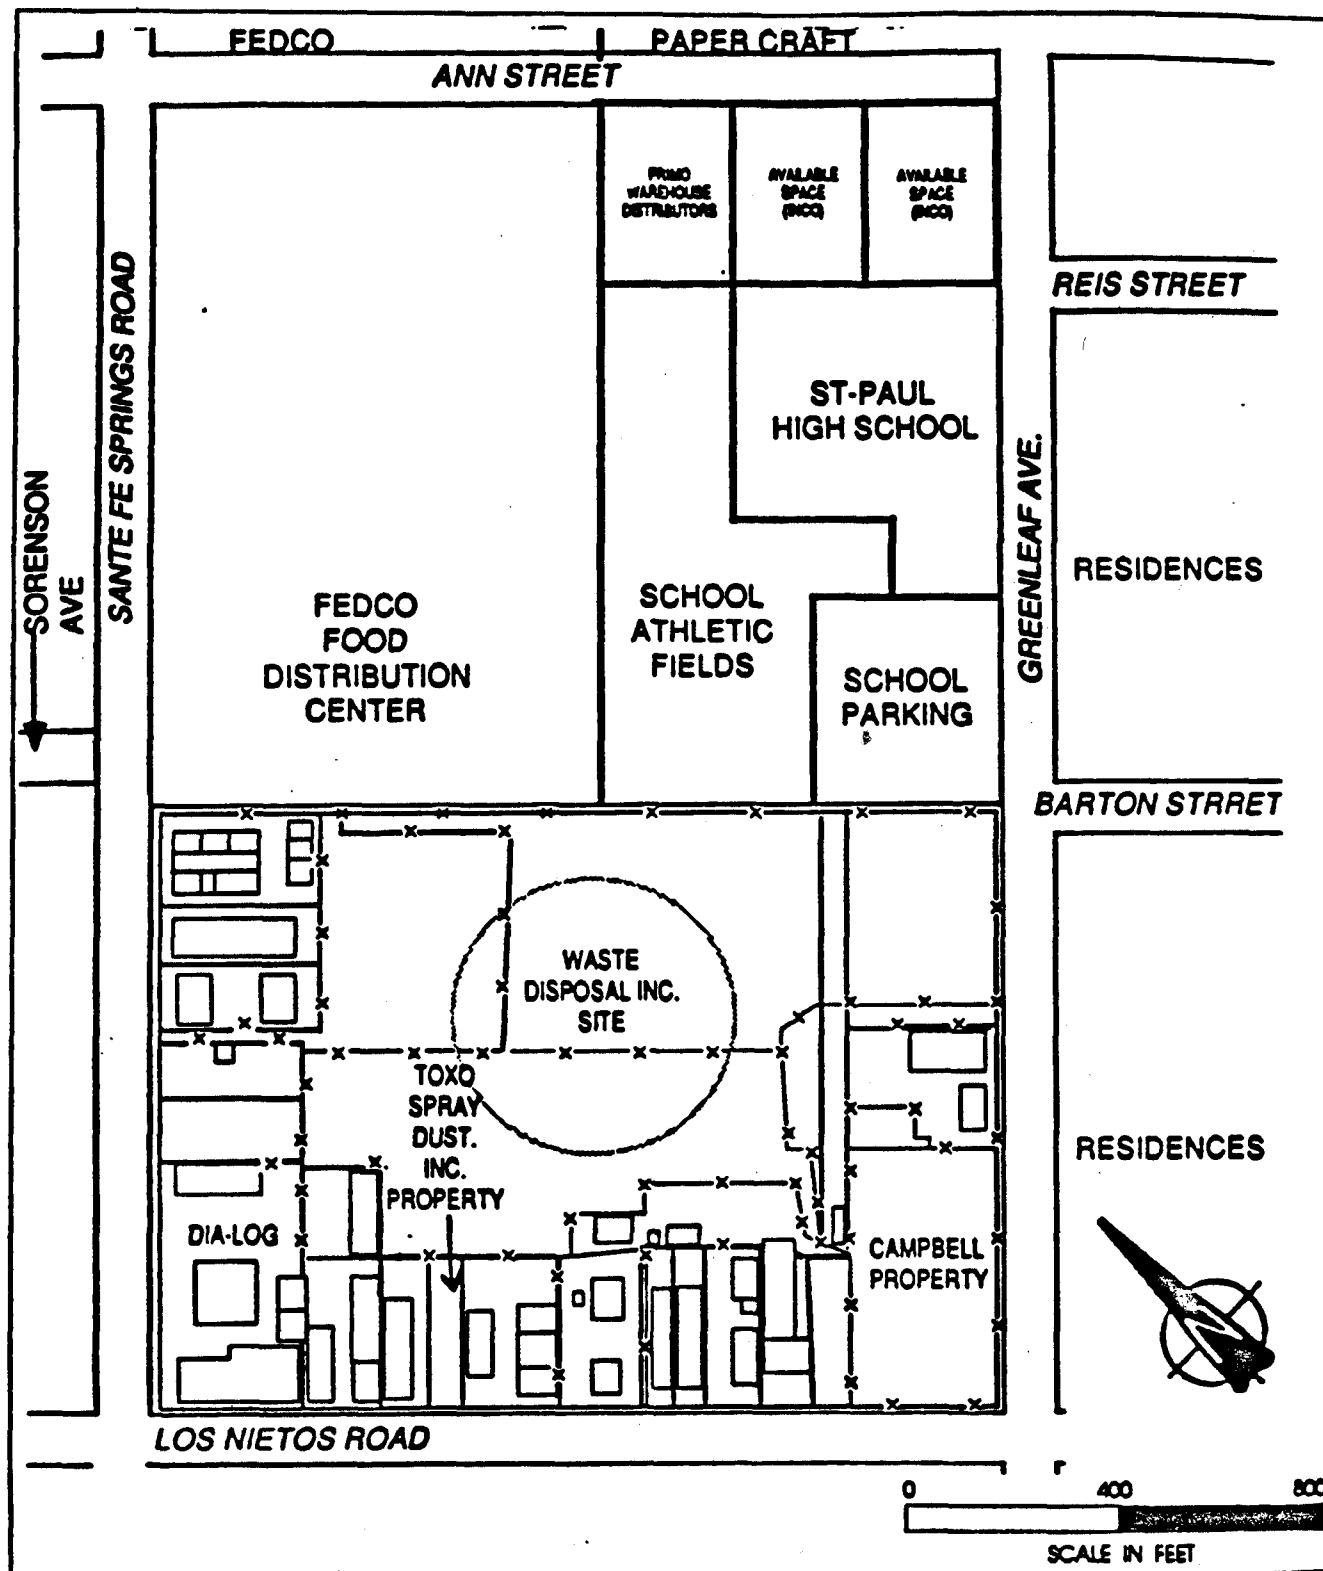 FEDCO
PAPER CRAFT
ANN STREET
PRIMO
WAREHOUSE
DISTRIBUTORS
AVAILABLE
SPACE
(INCO)
AVAILABLE
SPACE
(INCO)
REIS STREET
SANTE FE SPRINGS ROAD
ST-PAUL
HIGH SCHOOL
GREENLEAF AVE.
SORENSON
AVE
RESIDENCES
FEDCO
FOOD
DISTRIBUTION
CENTER
SCHOOL
ATHLETIC
FIELDS
SCHOOL
PARKING
BARTON STRRET
WASTE
DISPOSAL INC.
SITE
TOXO
SPRAY
DUST.
INC.
PROPERTY
RESIDENCES
DIA-LOG
CAMPBELL
PROPERTY
LOS NIETOS ROAD
0 400 800
SCALE IN FEET